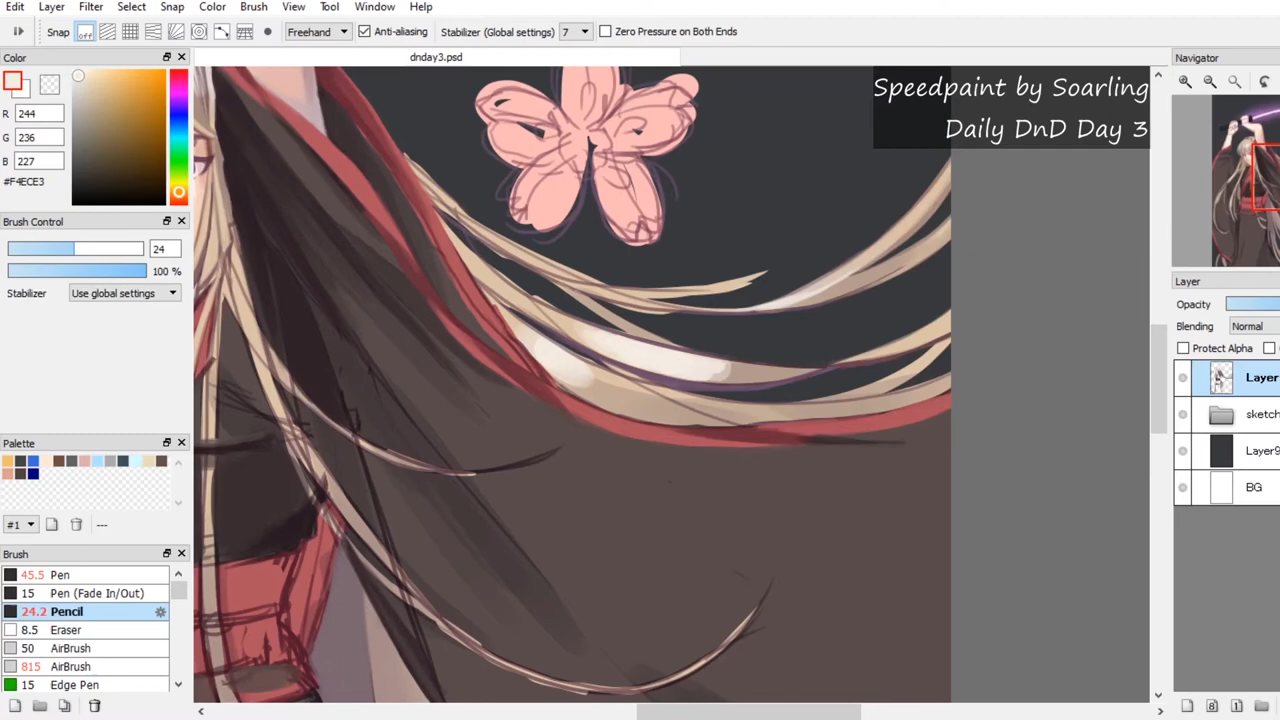 Edit Layer Filter Select Snap Color Brush View Tool Window Help
Snap off Freehand Anti-aliasing Stabilizer (Global settings) 7 Zero Pressure on Both Ends
Color
dnday3.psd
Navigator
Speedpaint by Soarling
Daily DnD Day 3
R 244
G 236
B 227
#F4ECE3
Brush Control
24
100 %
Stabilizer Use global settings
Palette
#1 ---
Brush
45.5 Pen
15 Pen (Fade In/Out)
24.2 Pencil
8.5 Eraser
50 AirBrush
815 AirBrush
15 Edge Pen
Layer
Opacity
Blending Normal
Protect Alpha
Layer
sketch
Layer9
BG
8 1